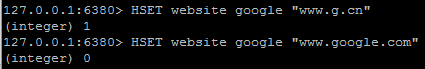 127.0.0.1:6380> HSET website google "www.g.cn"
(integer) 1
127.0.0.1:6380> HSET website google "www.google.com"
(integer) 0